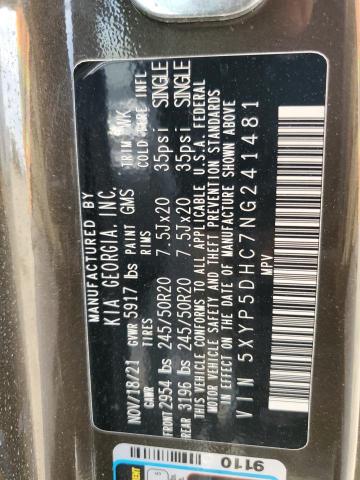 MANUFACTURED BY
KIA GEORGIA, INC.
NOV/18/21 GVWR 5917 lbs PAINT GMS TRIM WK
GAWR TIRES RIMS COLD TIRE INFL
FRONT 2954 lbs 245/50R20 7.5Jx20 35psi SINGLE
REAR 3196 lbs 245/50R20 7.5Jx20 35psi SINGLE
THIS VEHICLE CONFORMS TO ALL APPLICABLE U.S.A. FEDERAL
MOTOR VEHICLE SAFETY AND THEFT PREVENTION STANDARDS
IN EFFECT ON THE DATE OF MANUFACTURE SHOWN ABOVE
VIN 5XYP5DHC7NG241481
MPV
9110